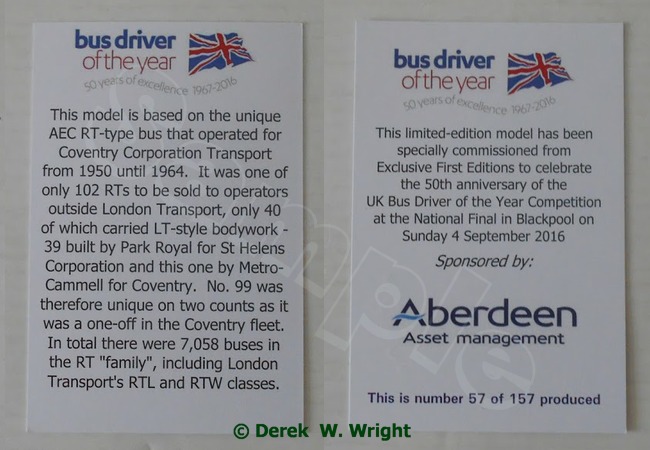 bus driver
of the year
50 years of excellence 1967-2016
This model is based on the unique
AEC RT-type bus that operated for
Coventry Corporation Transport
from 1950 until 1964. It was one of
only 102 RTs to be sold to operators
outside London Transport, only 40
of which carried LT-style bodywork -
39 built by Park Royal for St Helens
Corporation and this one by Metro-
Cammell for Coventry. No. 99 was
therefore unique on two counts as it
was a one-off in the Coventry fleet.
In total there were 7,058 buses in
the RT "family", including London
Transport's RTL and RTW classes.
bus driver
of the year
50 years of excellence 1967-2016
This limited-edition model has been
specially commissioned from
Exclusive First Editions to celebrate
the 50th anniversary of the
UK Bus Driver of the Year Competition
at the National Final in Blackpool on
Sunday 4 September 2016
Sponsored by:
Aberdeen
Asset management
This is number 57 of 157 produced
Sample
© Derek W. Wright